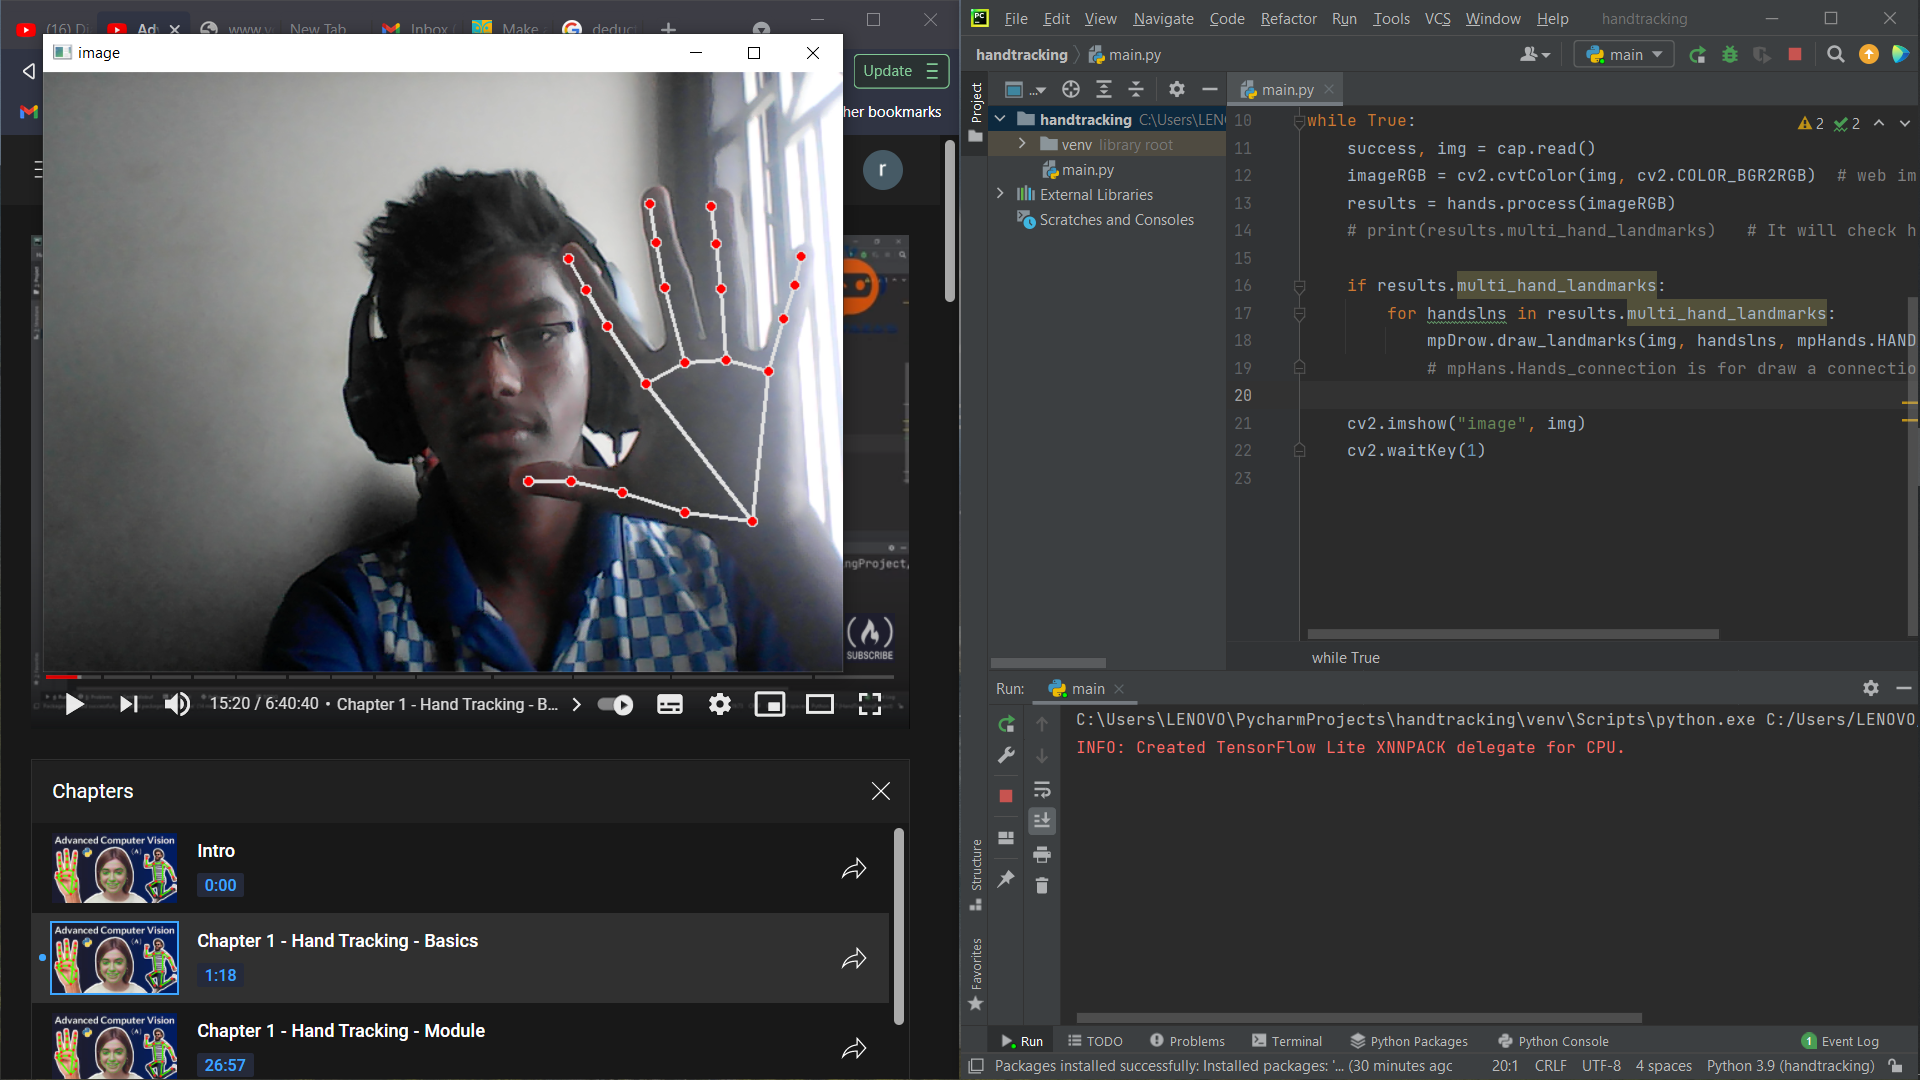 (16) Di
Ad
www.y
New Tab
Inbox (
Make
deduct
image
Update
her bookmarks
r
ngProject,
SUBSCRIBE
15:20 / 6:40:40 • Chapter 1 - Hand Tracking - B...
Chapters
Advanced Computer Vision
Intro
0:00
Advanced Computer Vision
Chapter 1 - Hand Tracking - Basics
1:18
Advanced Computer Vision
Chapter 1 - Hand Tracking - Module
26:57
PC File Edit View Navigate Code Refactor Run Tools VCS Window Help handtracking
handtracking main.py
main
Project
...
main.py
handtracking C:\Users\LEN
venv library root
main.py
External Libraries
Scratches and Consoles
2 2
10 while True:
11 success, img = cap.read()
12 imageRGB = cv2.cvtColor(img, cv2.COLOR_BGR2RGB) # web im
13 results = hands.process(imageRGB)
14 # print(results.multi_hand_landmarks) # It will check h
15
16 if results.multi_hand_landmarks:
17 for handslns in results.multi_hand_landmarks:
18 mpDrow.draw_landmarks(img, handslns, mpHands.HAND
19 # mpHans.Hands_connection is for draw a connectio
20
21 cv2.imshow("image", img)
22 cv2.waitKey(1)
23
while True
Run: main
C:\Users\LENOVO\PycharmProjects\handtracking\venv\Scripts\python.exe C:/Users/LENOVO
INFO: Created TensorFlow Lite XNNPACK delegate for CPU.
Structure
Favorites
Run TODO Problems Terminal Python Packages Python Console 1 Event Log
Packages installed successfully: Installed packages: '... (30 minutes agc 20:1 CRLF UTF-8 4 spaces Python 3.9 (handtracking)